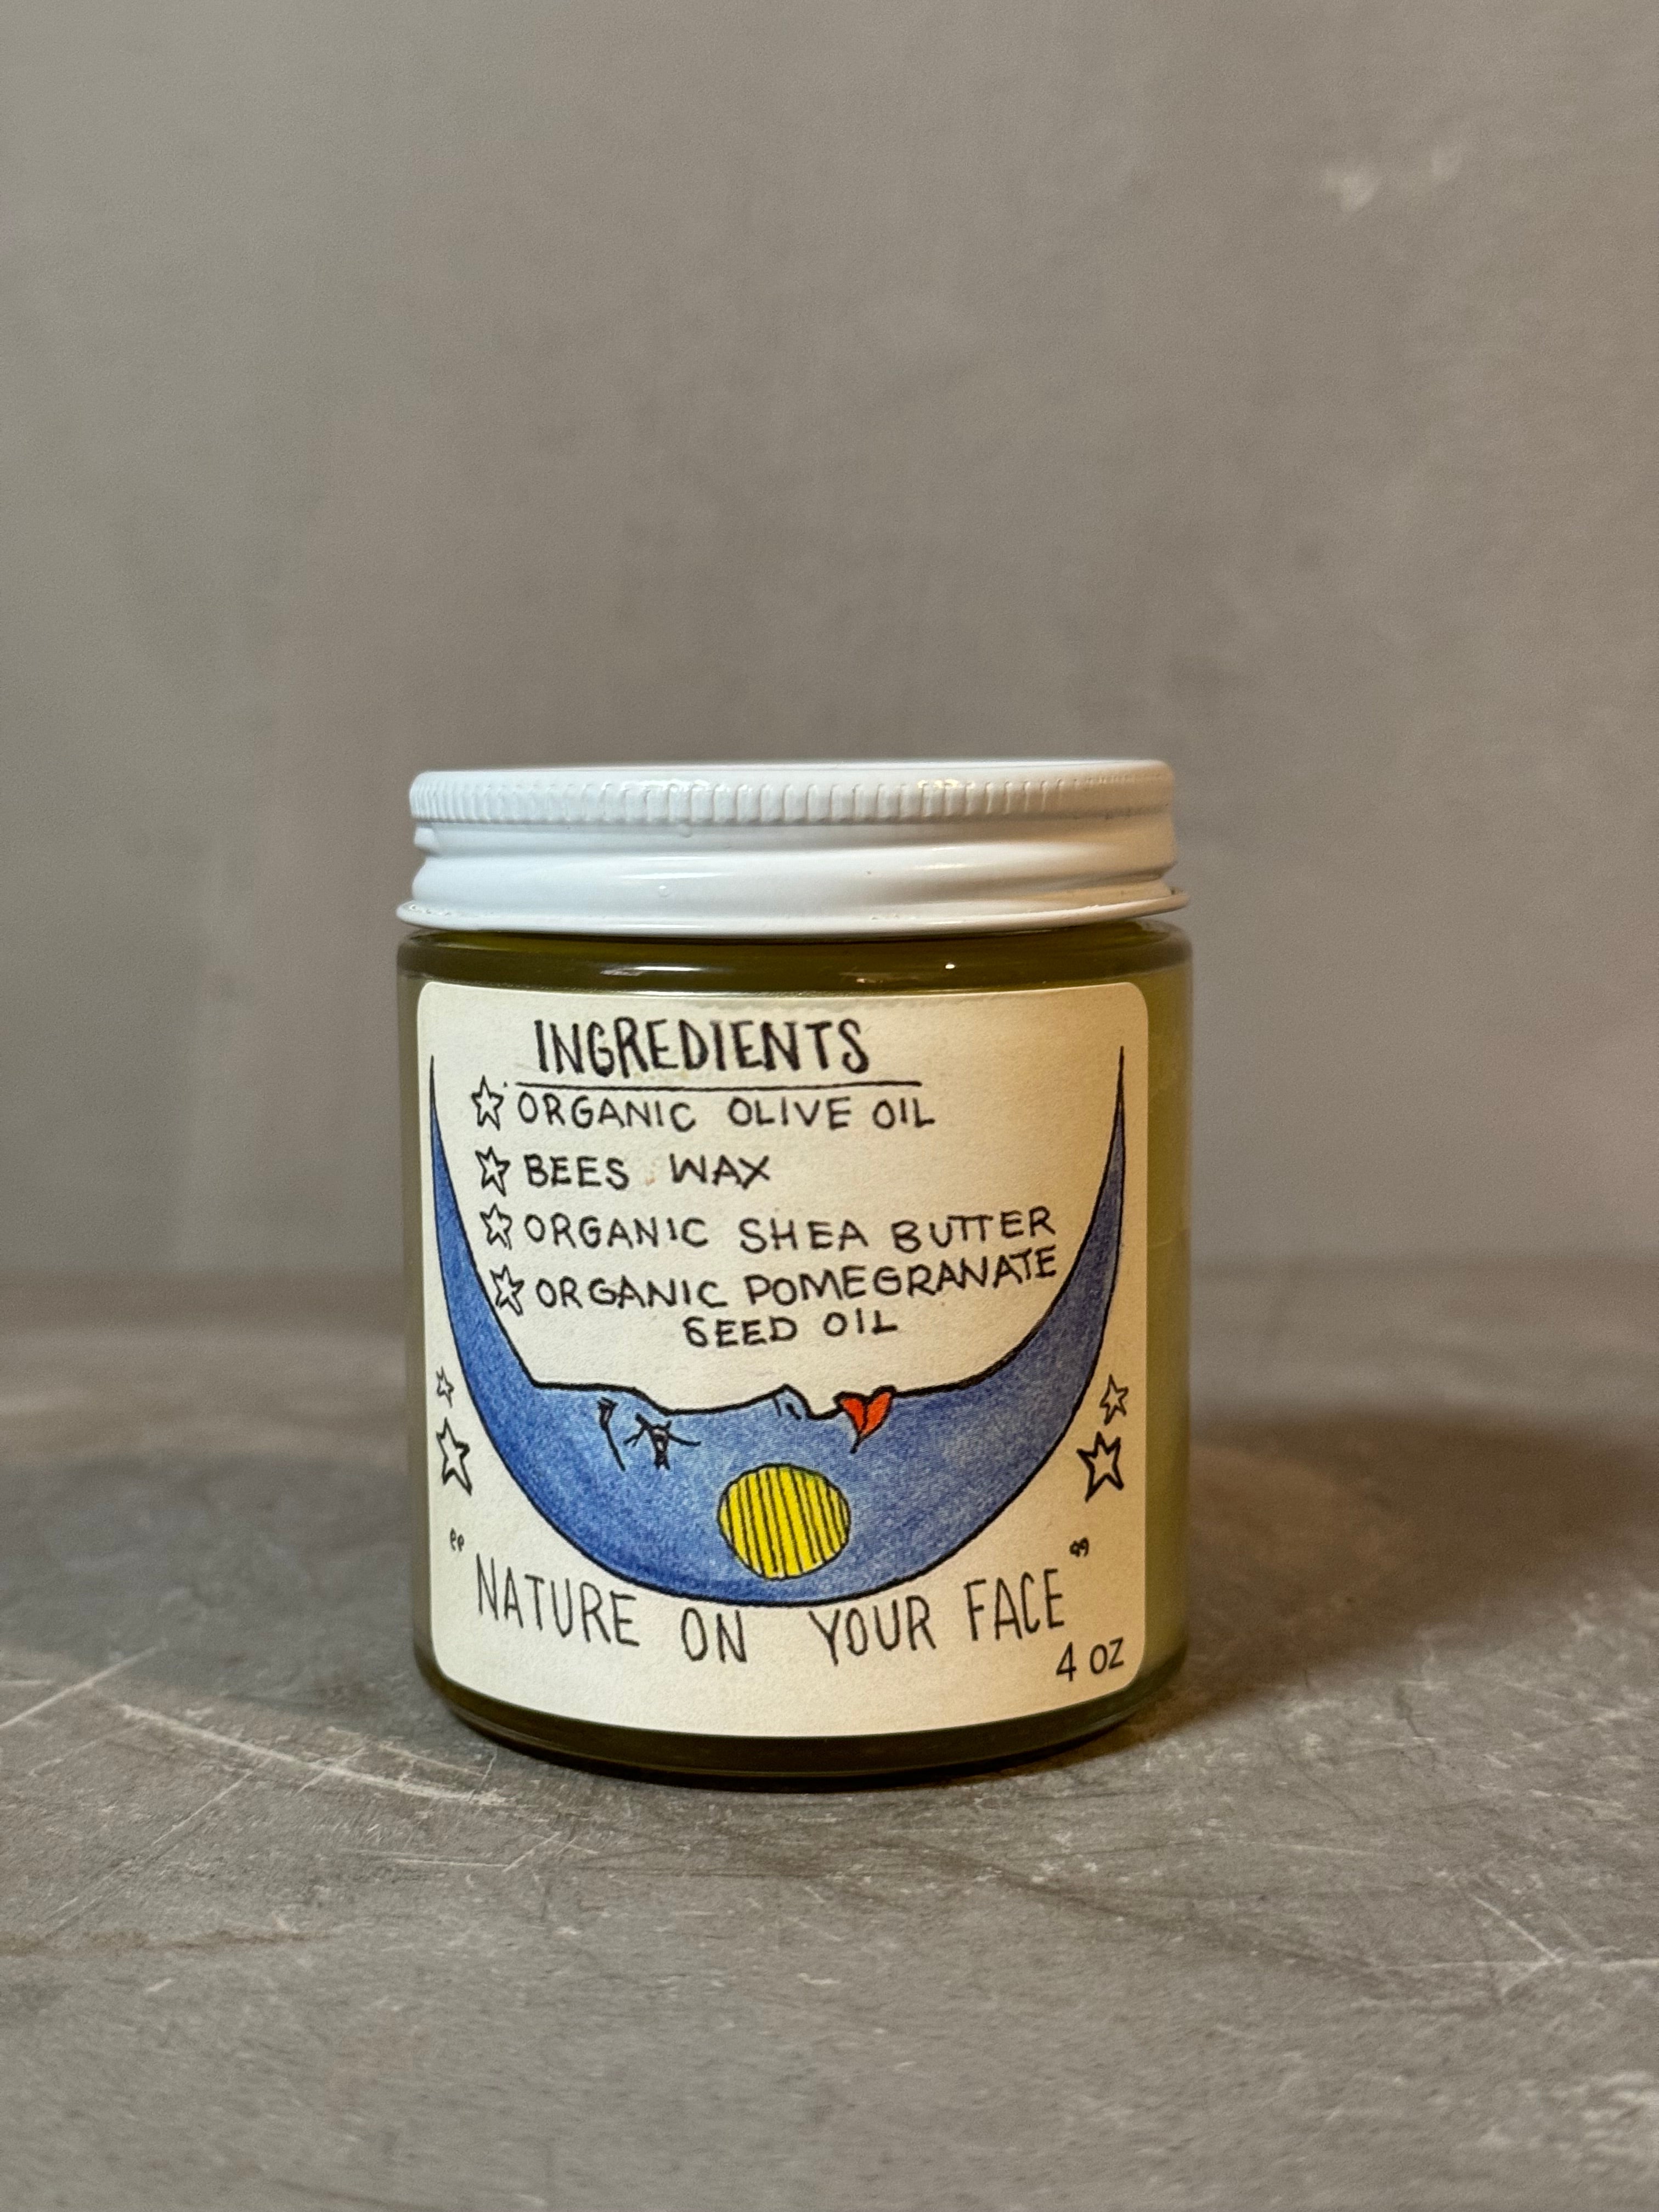 INGREDIENTS
ORGANIC OLIVE OIL
BEES WAX
ORGANIC SHEA BUTTER
ORGANIC POMEGRANATE
SEED OIL
"NATURE ON YOUR FACE"
4 OZ